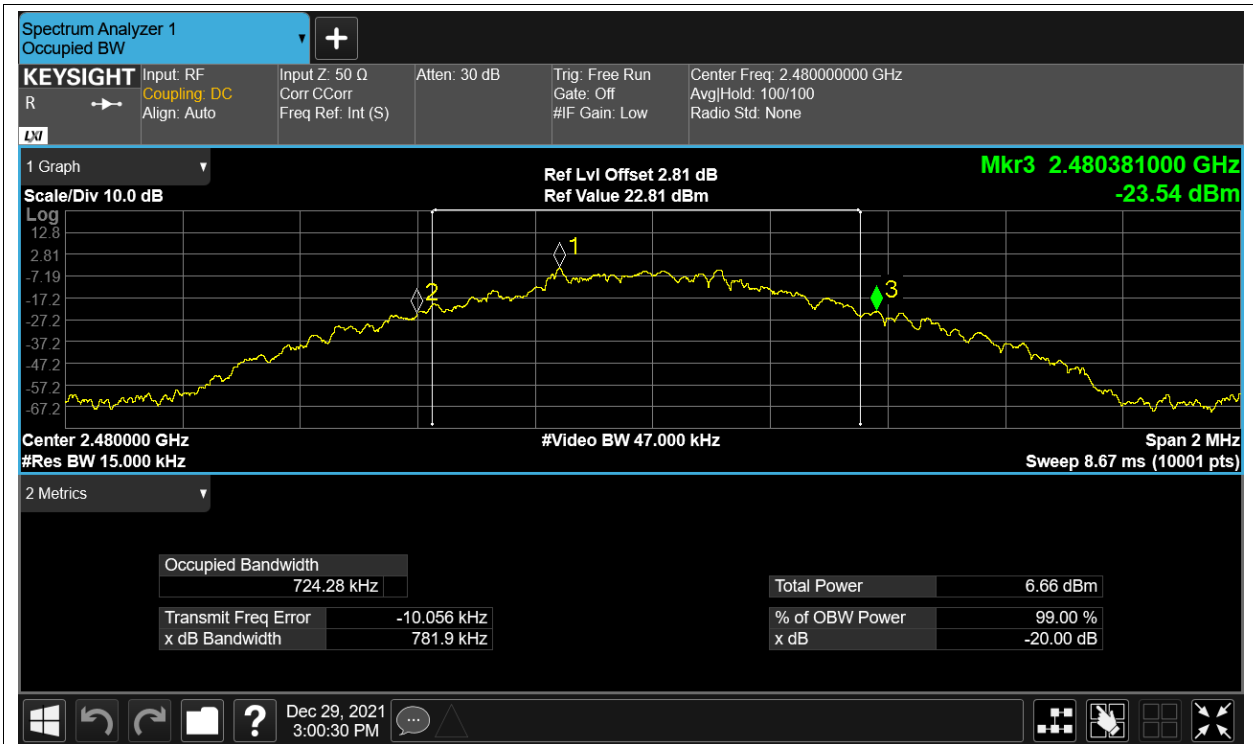 Spectrum Analyzer 1
Occupied BW
KEYSIGHT
R
LXI
Input: RF
Coupling: DC
Align: Auto
Input Z: 50 Ω
Corr CCorr
Freq Ref: Int (S)
Atten: 30 dB
Trig: Free Run
Gate: Off
#IF Gain: Low
Center Freq: 2.480000000 GHz
Avg|Hold: 100/100
Radio Std: None
1 Graph
Scale/Div 10.0 dB
Ref Lvl Offset 2.81 dB
Ref Value 22.81 dBm
Mkr3 2.480381000 GHz
-23.54 dBm
Log
12.8
2.81
-7.19
-17.2
-27.2
-37.2
-47.2
-57.2
-67.2
1
2
3
Center 2.480000 GHz
#Res BW 15.000 kHz
#Video BW 47.000 kHz
Span 2 MHz
Sweep 8.67 ms (10001 pts)
2 Metrics
Occupied Bandwidth
724.28 kHz
Transmit Freq Error -10.056 kHz
x dB Bandwidth 781.9 kHz
Total Power 6.66 dBm
% of OBW Power 99.00 %
x dB -20.00 dB
?
Dec 29, 2021
3:00:30 PM